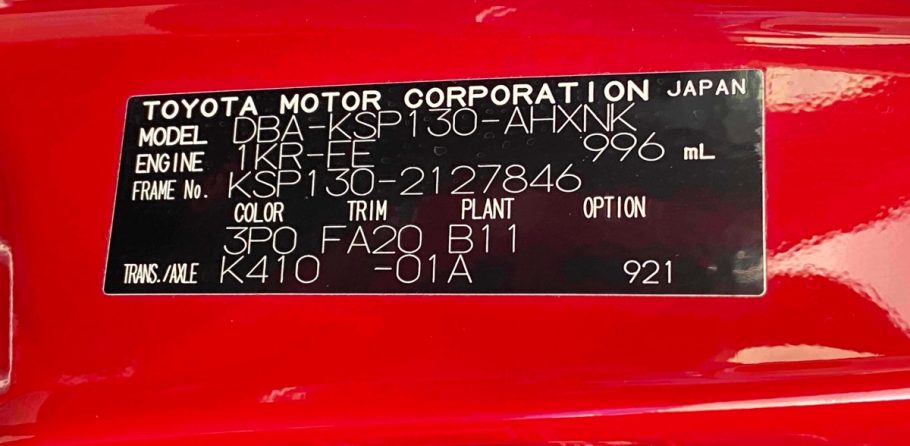 TOYOTA MOTOR CORPORATION JAPAN
MODEL DBA-KSP130-AHXNK
ENGINE 1KR-FE 996 mL
FRAME No. KSP130-2127846
COLOR TRIM PLANT OPTION
3P0 FA20 B11
TRANS./AXLE K410 -01A 921